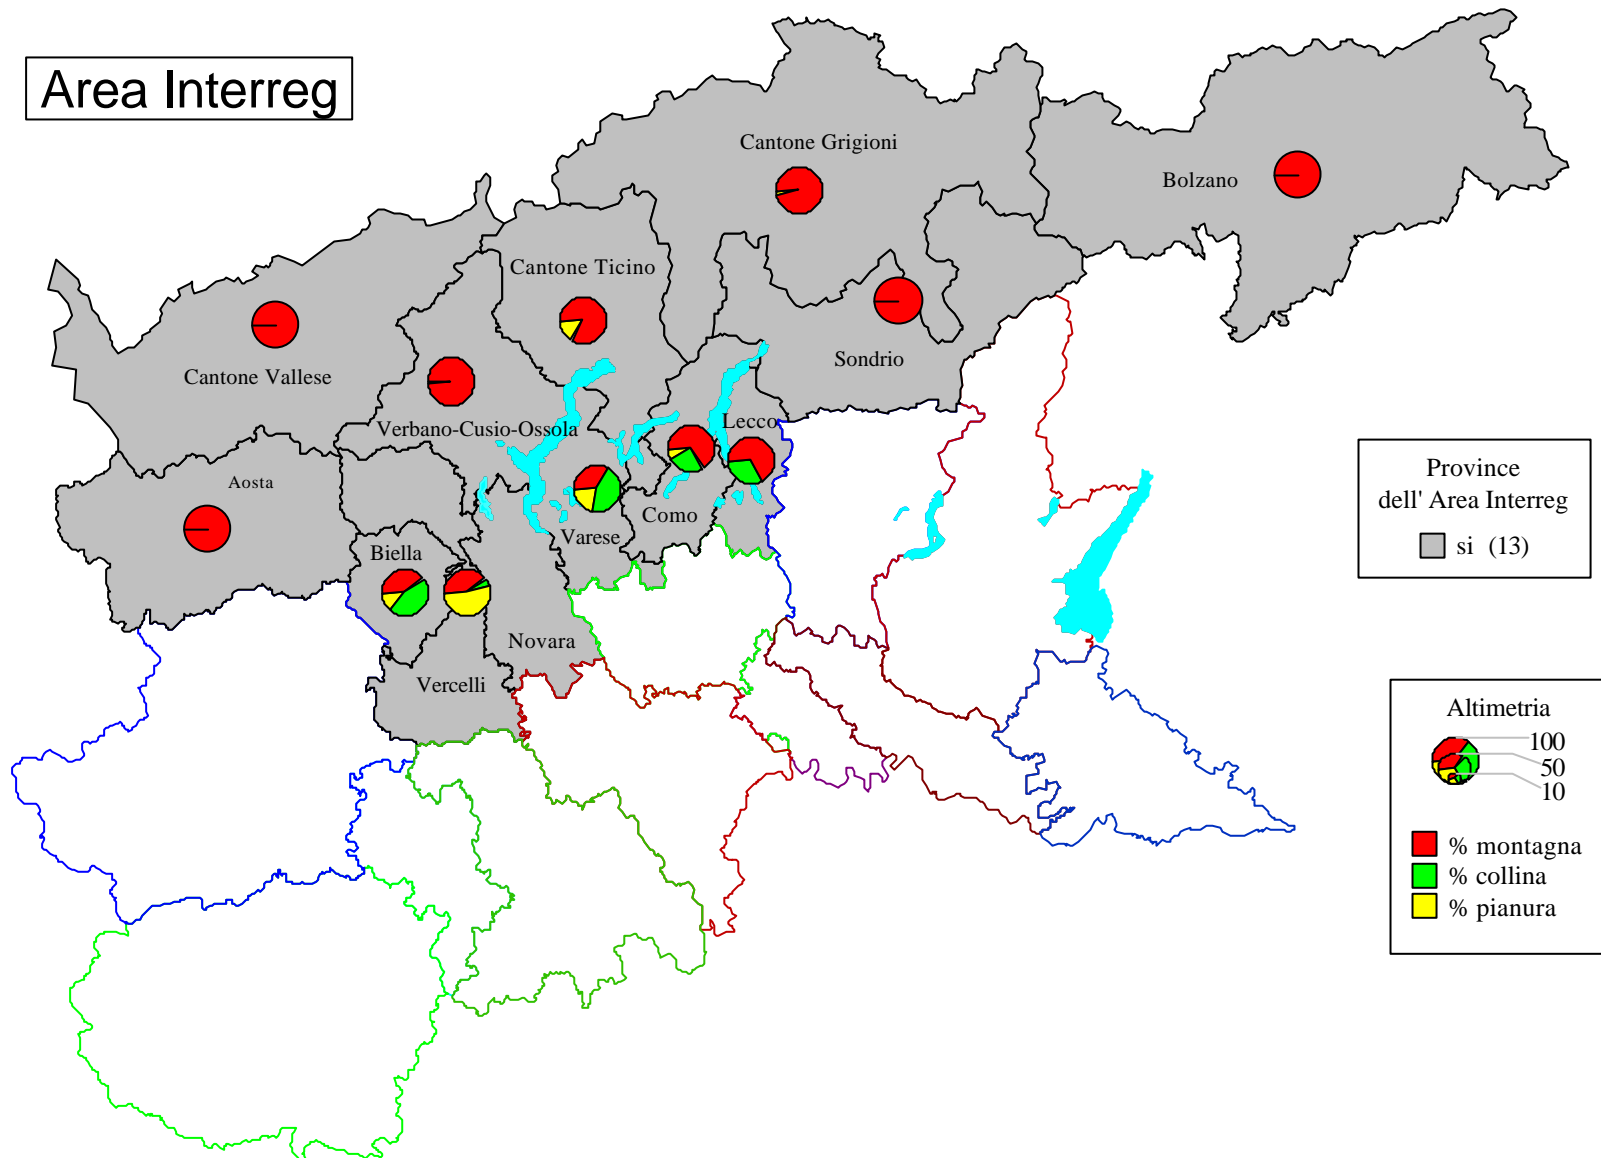 Area Interreg
Cantone Grigioni
Bolzano
Cantone Ticino
Sondrio
Cantone Vallese
Verbano-Cusio-Ossola
Lecco
Aosta
Como
Varese
Biella
Novara
Vercelli
Province
dell' Area Interreg
si (13)
Altimetria
100
50
10
% montagna
% collina
% pianura